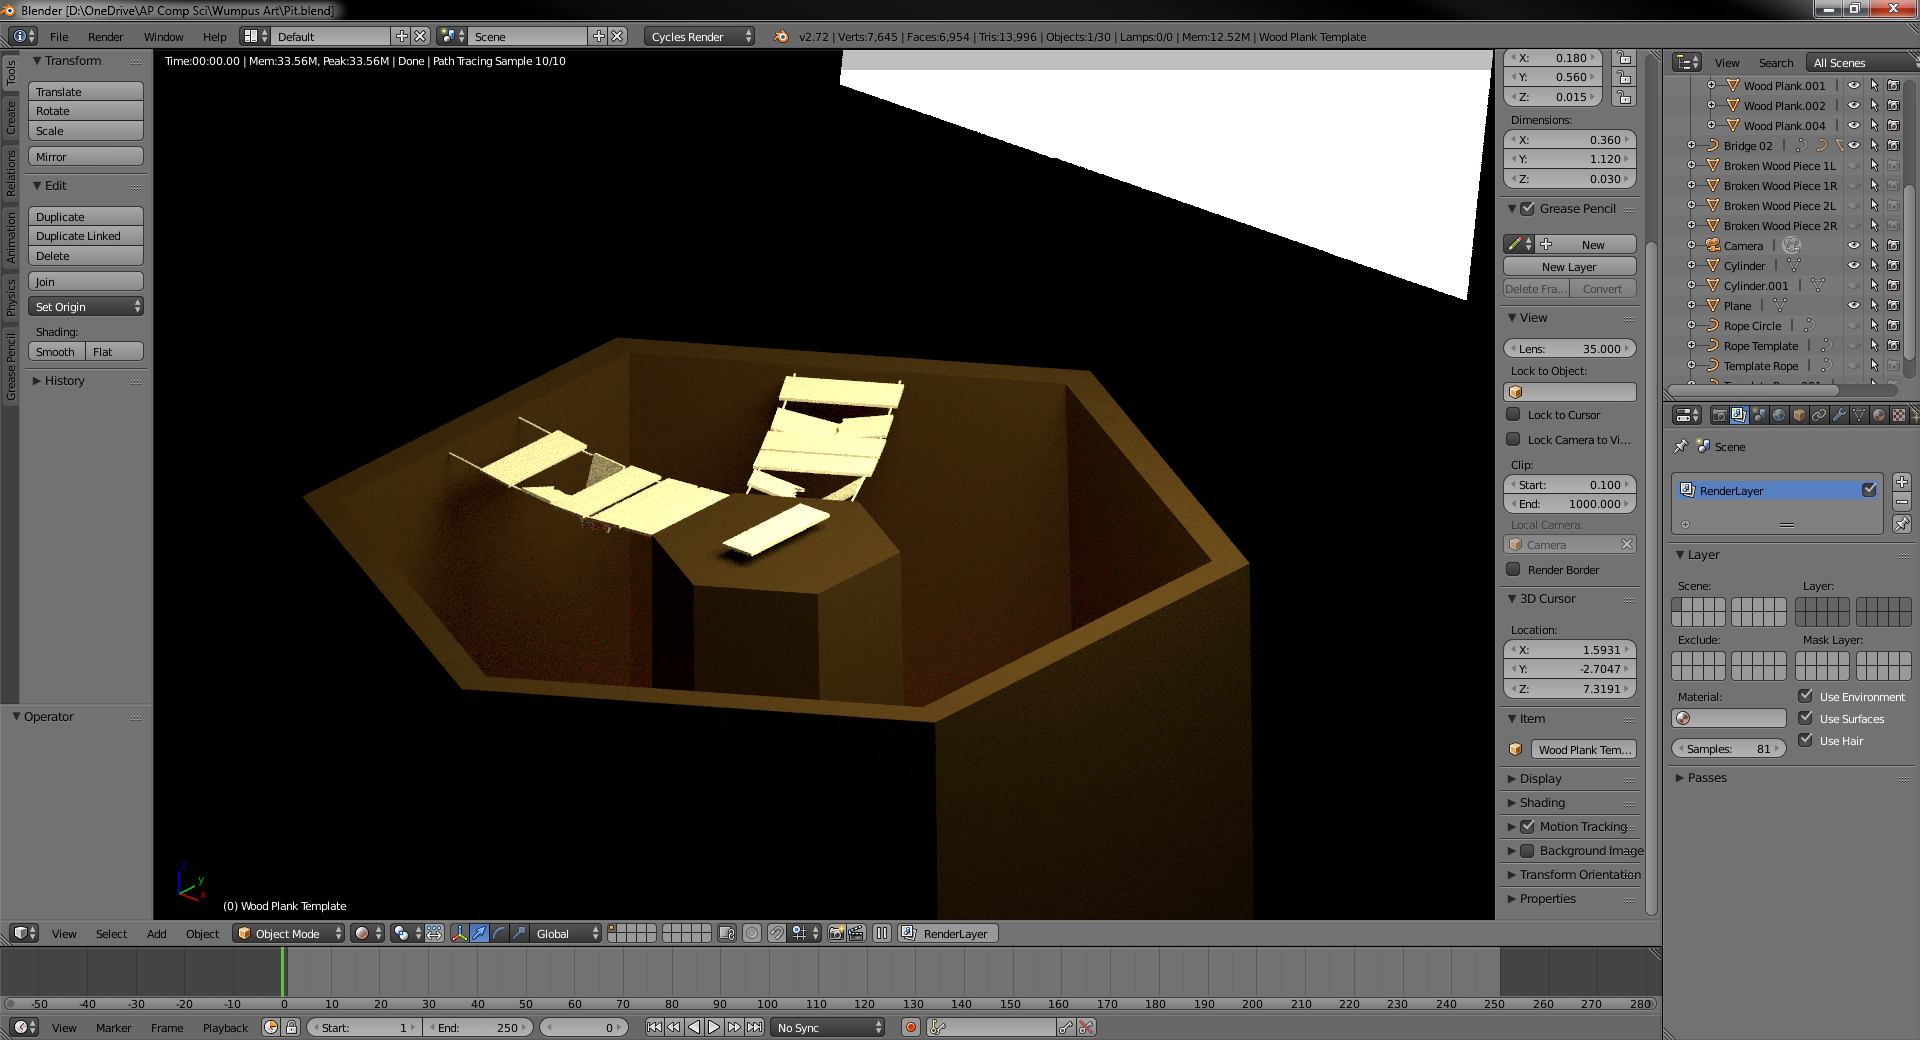 Blender [D:\OneDrive\AP Comp Sci\Wumpus Art\Pit.blend]
File Render Window Help Default Scene Cycles Render v2.72 | Verts:7,645 | Faces:6,954 | Tris:13,996 | Objects:1/30 | Lamps:0/0 | Mem:12.52M | Wood Plank Template
Time:00:00.00 | Mem:33.56M, Peak:33.56M | Done | Path Tracing Sample 10/10
Tools
Create
Relations
Animation
Physics
Grease Pencil
Transform
Translate
Rotate
Scale
Mirror
Edit
Duplicate
Duplicate Linked
Delete
Join
Set Origin
Shading:
Smooth Flat
History
Operator
z
y
x
(0) Wood Plank Template
X: 0.180
Y: 0.560
Z: 0.015
Dimensions:
X: 0.360
Y: 1.120
Z: 0.030
Grease Pencil
New
New Layer
Delete Fra... Convert
View
Lens: 35.000
Lock to Object:
Lock to Cursor
Lock Camera to Vi...
Clip:
Start: 0.100
End: 1000.000
Local Camera:
Camera
Render Border
3D Cursor
Location:
X: 1.5931
Y: -2.7047
Z: 7.3191
Item
Wood Plank Tem...
Display
Shading
Motion Tracking
Background Image
Transform Orientation
Properties
View Search All Scenes
Wood Plank.001
Wood Plank.002
Wood Plank.004
Bridge 02
Broken Wood Piece 1L
Broken Wood Piece 1R
Broken Wood Piece 2L
Broken Wood Piece 2R
Camera
Cylinder
Cylinder.001
Plane
Rope Circle
Rope Template
Template Rope
Scene
RenderLayer
Layer
Scene: Layer:
Exclude: Mask Layer:
Material:
Use Environment
Use Surfaces
Samples: 81
Use Hair
Passes
View Select Add Object Object Mode Global RenderLayer
-50 -40 -30 -20 -10 0 10 20 30 40 50 60 70 80 90 100 110 120 130 140 150 160 170 180 190 200 210 220 230 240 250 260 270 280
View Marker Frame Playback Start: 1 End: 250 0 No Sync